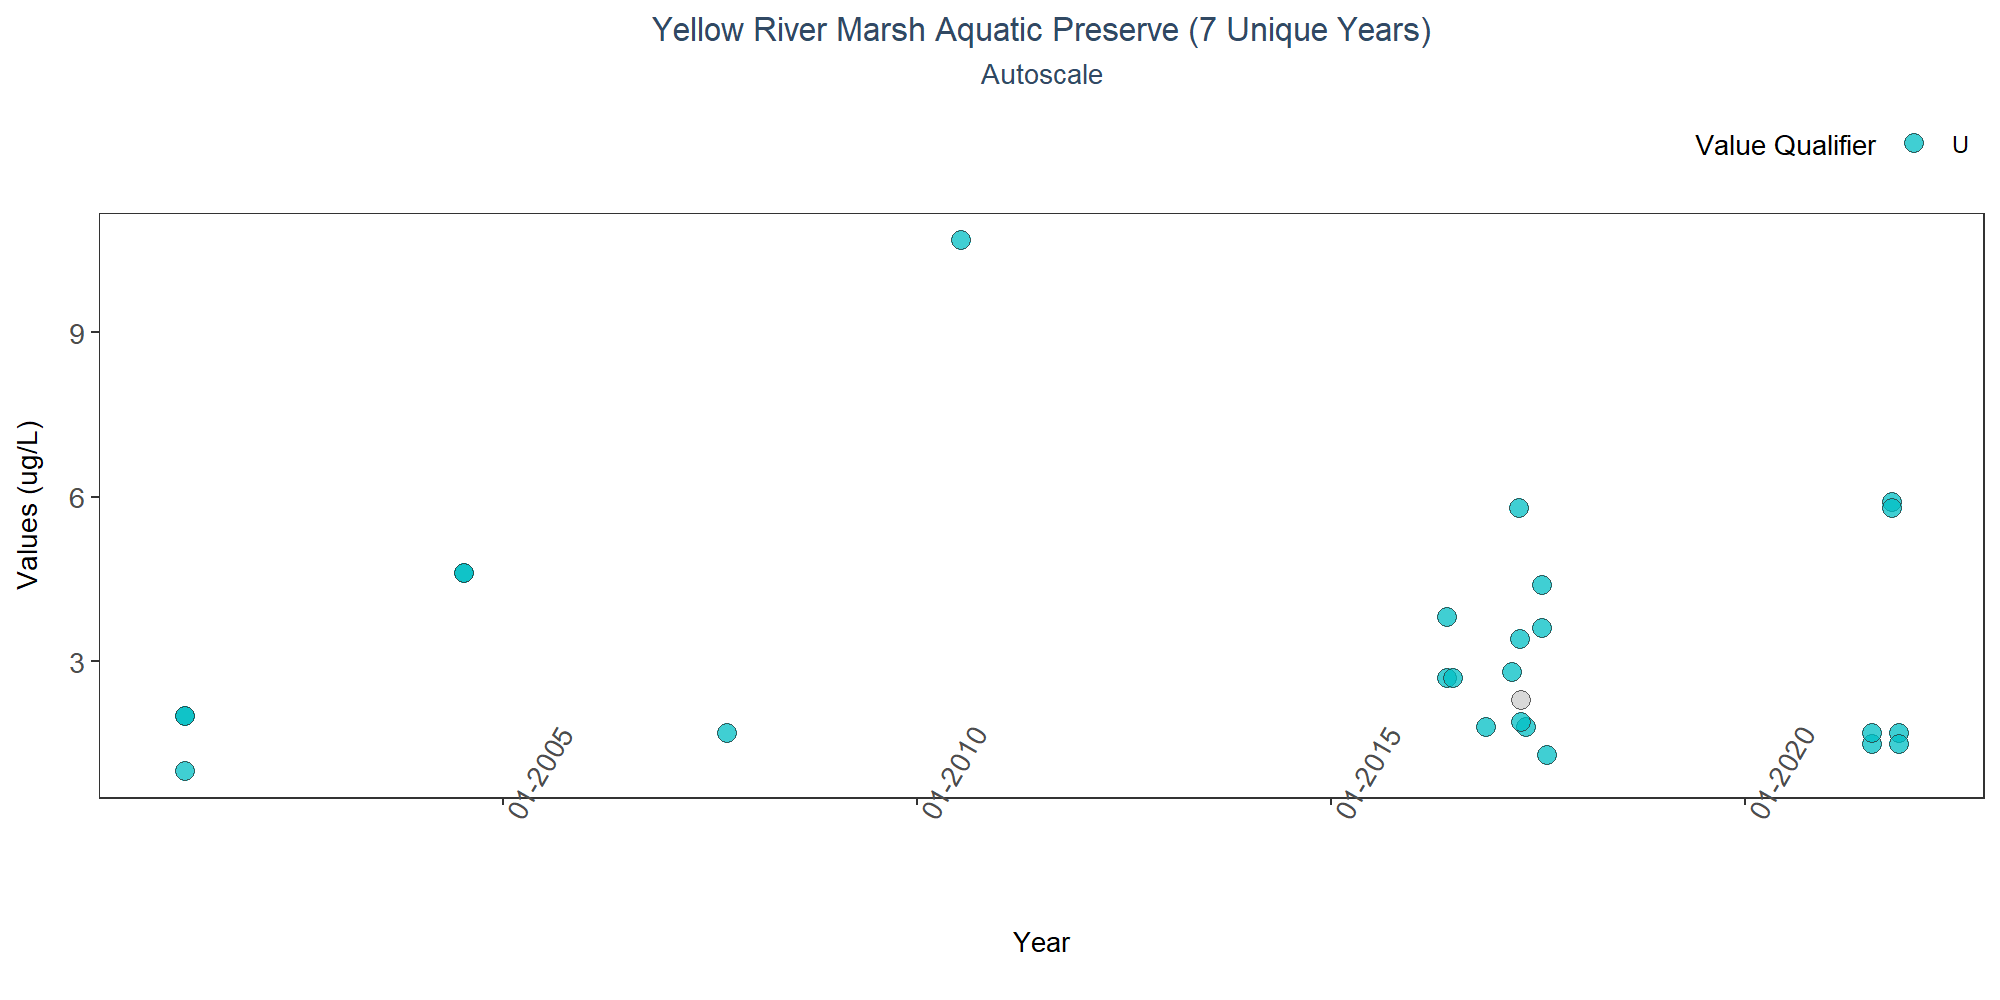 Yellow River Marsh Aquatic Preserve (7 Unique Years)
Autoscale
Value Qualifier U
9
6
3
Values (ug/L)
01-2005
01-2010
01-2015
01-2020
Year